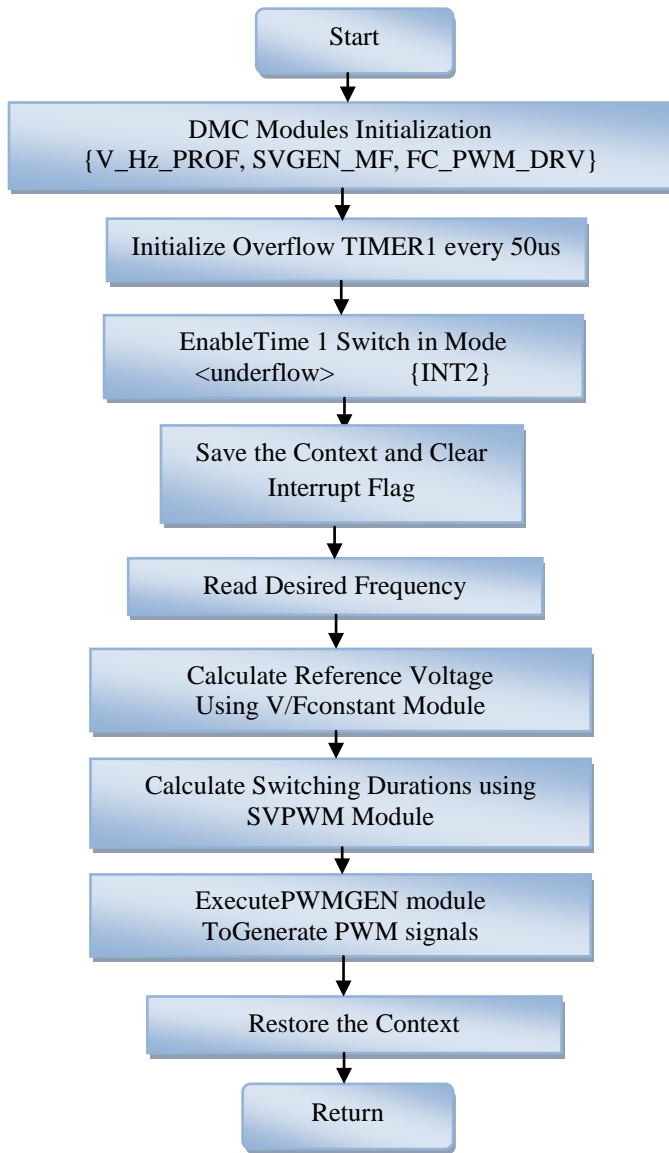 Start
DMC Modules Initialization
{V_Hz_PROF, SVGEN_MF, FC_PWM_DRV}
Initialize Overflow TIMER1 every 50us
EnableTime 1 Switch in Mode
<underflow> {INT2}
Save the Context and Clear
Interrupt Flag
Read Desired Frequency
Calculate Reference Voltage
Using V/Fconstant Module
Calculate Switching Durations using
SVPWM Module
ExecutePWMGEN module
ToGenerate PWM signals
Restore the Context
Return